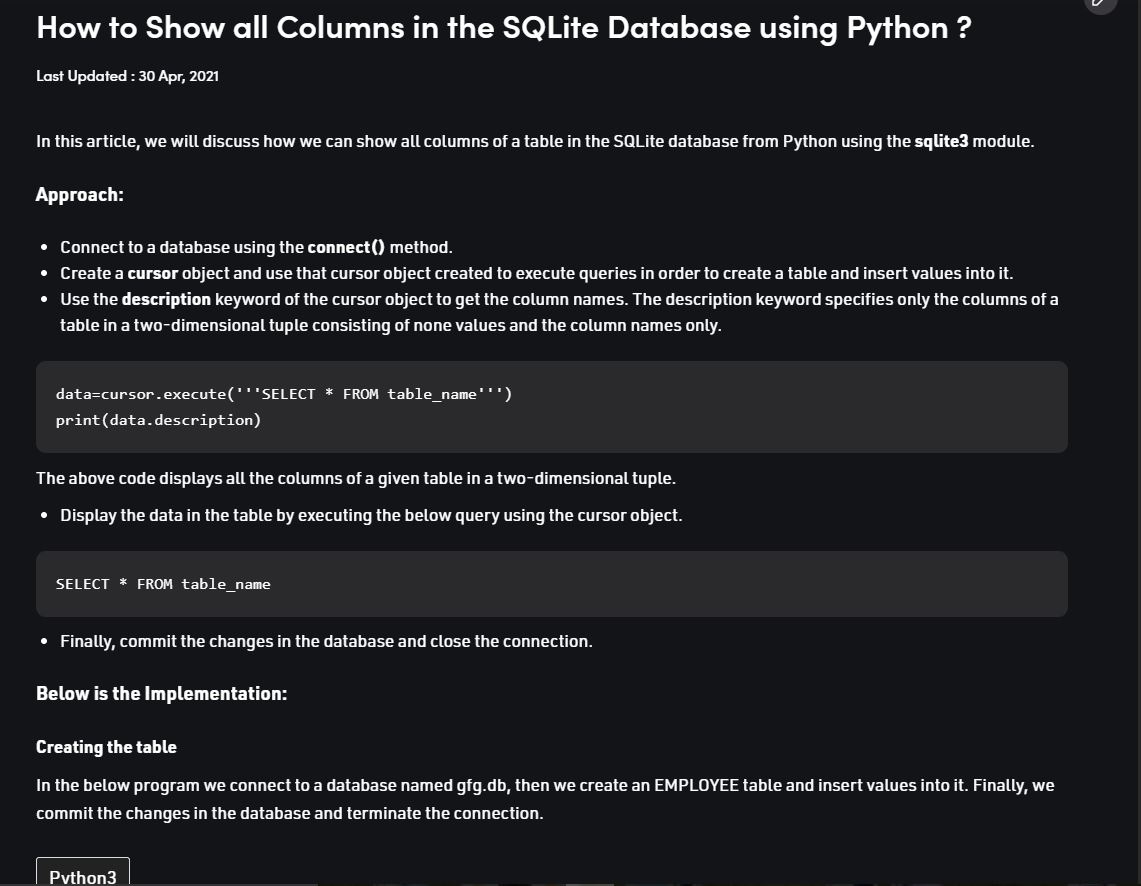 How to Show all Columns in the SQLite Database using Python ?
Last Updated : 30 Apr, 2021
In this article, we will discuss how we can show all columns of a table in the SQLite database from Python using the sqlite3 module.
Approach:
• Connect to a database using the connect() method.
• Create a cursor object and use that cursor object created to execute queries in order to create a table and insert values into it.
• Use the description keyword of the cursor object to get the column names. The description keyword specifies only the columns of a
table in a two-dimensional tuple consisting of none values and the column names only.
data=cursor.execute('''SELECT * FROM table_name''')
print(data.description)
The above code displays all the columns of a given table in a two-dimensional tuple.
• Display the data in the table by executing the below query using the cursor object.
SELECT * FROM table_name
• Finally, commit the changes in the database and close the connection.
Below is the Implementation:
Creating the table
In the below program we connect to a database named gfg.db, then we create an EMPLOYEE table and insert values into it. Finally, we
commit the changes in the database and terminate the connection.
Python3